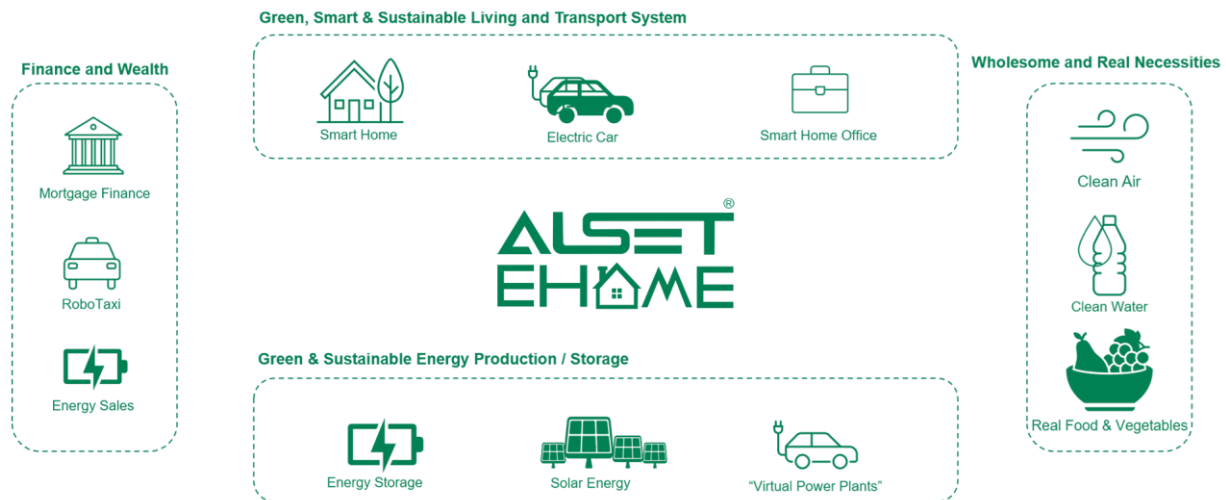 Green, Smart & Sustainable Living and Transport System
Smart Home
Electric Car
Smart Home Office
Finance and Wealth
Mortgage Finance
RoboTaxi
Energy Sales
ALSET®
EHOME
Wholesome and Real Necessities
Clean Air
Clean Water
Real Food & Vegetables
Green & Sustainable Energy Production / Storage
Energy Storage
Solar Energy
“Virtual Power Plants”